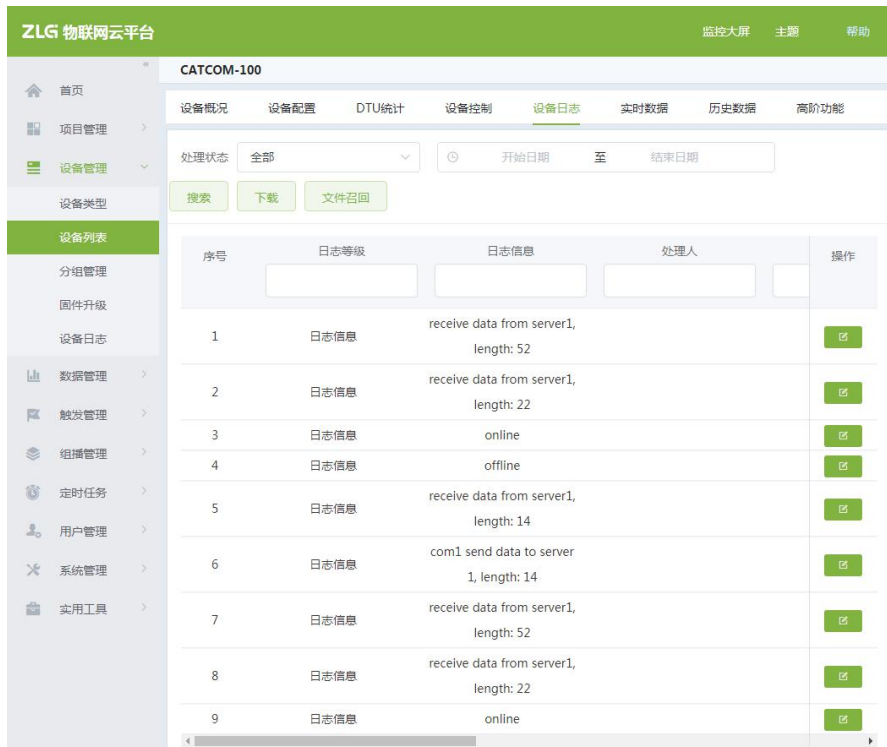 ZLG 物联网云平台
监控大屏 主题 帮助
CATCOM-100
首页
项目管理
设备管理
设备类型
设备列表
分组管理
固件升级
设备日志
数据管理
触发管理
组播管理
定时任务
用户管理
系统管理
实用工具
设备概况 设备配置 DTU统计 设备控制 设备日志 实时数据 历史数据 高阶功能
处理状态 全部 开始日期 至 结束日期
搜索 下载 文件召回
序号 日志等级 日志信息 处理人 操作
1 日志信息 receive data from server1,
length: 52
2 日志信息 receive data from server1,
length: 22
3 日志信息 online
4 日志信息 offline
5 日志信息 receive data from server1,
length: 14
6 日志信息 com1 send data to server
1, length: 14
7 日志信息 receive data from server1,
length: 52
8 日志信息 receive data from server1,
length: 22
9 日志信息 online